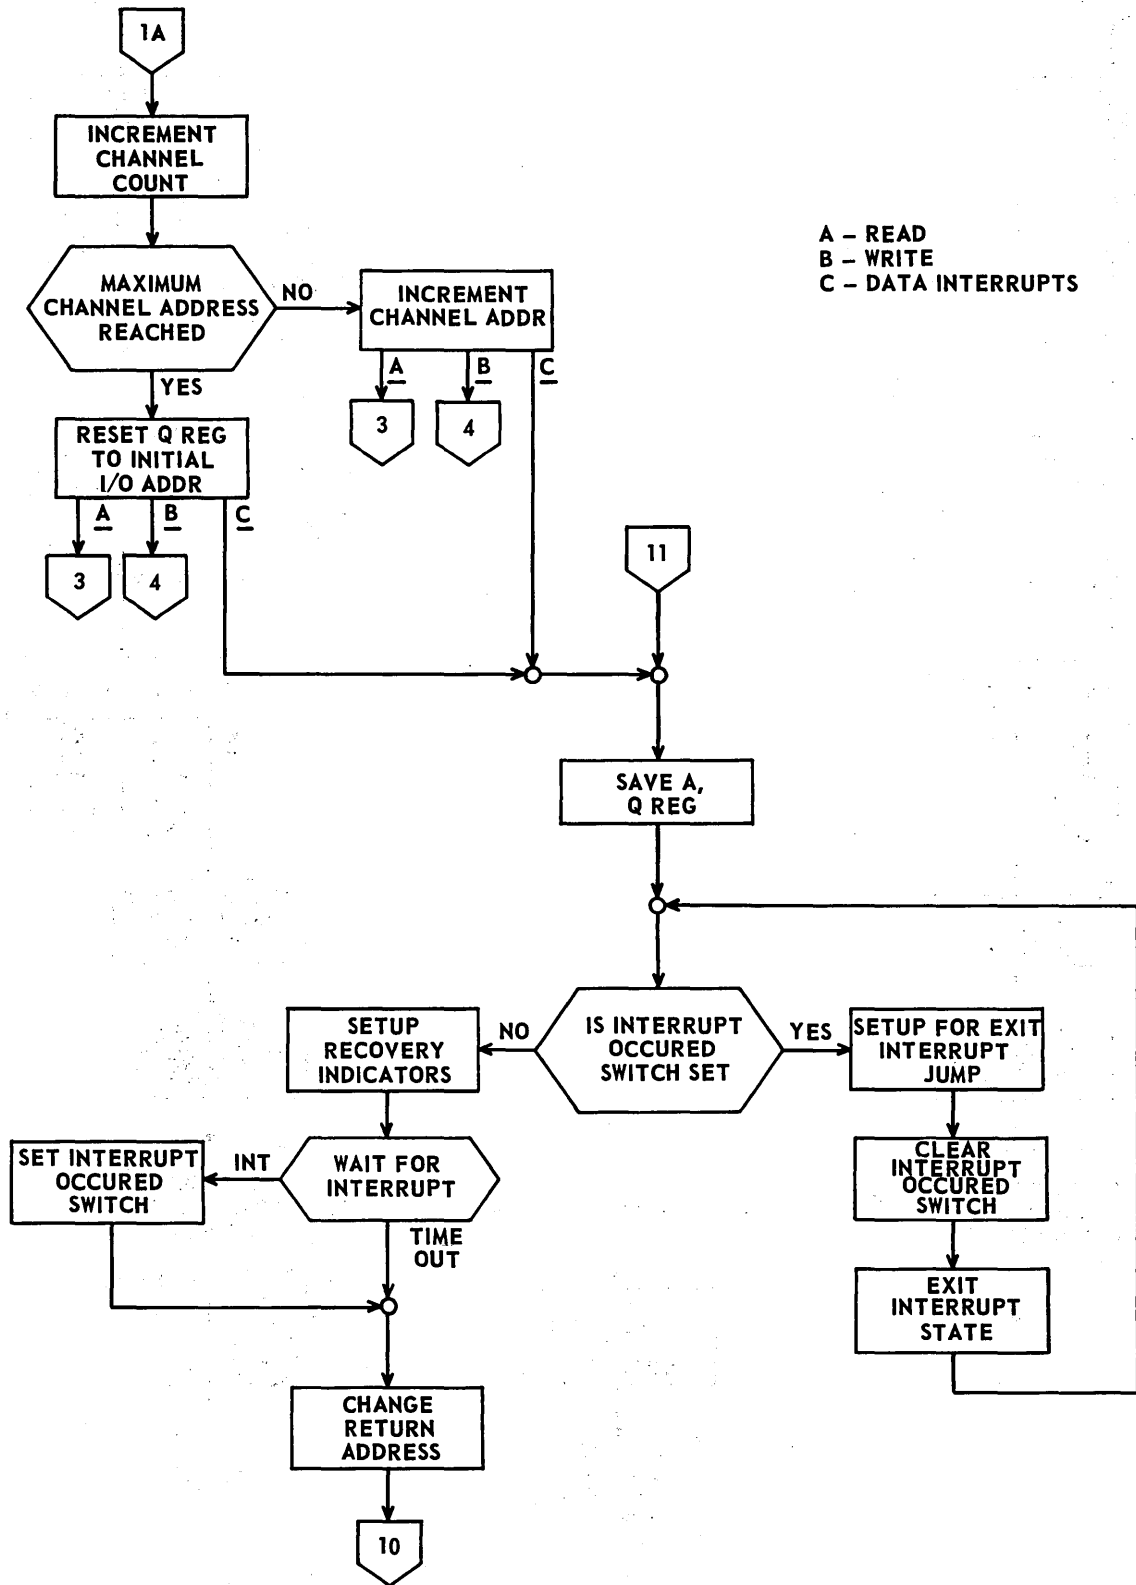 1A
INCREMENT
CHANNEL
COUNT
A – READ
B – WRITE
C – DATA INTERRUPTS
MAXIMUM
CHANNEL ADDRESS
REACHED
NO
INCREMENT
CHANNEL ADDR
A
B
C
3
4
YES
RESET Q REG
TO INITIAL
I/O ADDR
A
B
C
3
4
11
SAVE A,
Q REG
IS INTERRUPT
OCCURED
SWITCH SET
NO
YES
SETUP
RECOVERY
INDICATORS
SETUP FOR EXIT
INTERRUPT
JUMP
WAIT FOR
INTERRUPT
INT
SET INTERRUPT
OCCURED
SWITCH
TIME
OUT
CLEAR
INTERRUPT
OCCURED
SWITCH
EXIT
INTERRUPT
STATE
CHANGE
RETURN
ADDRESS
10